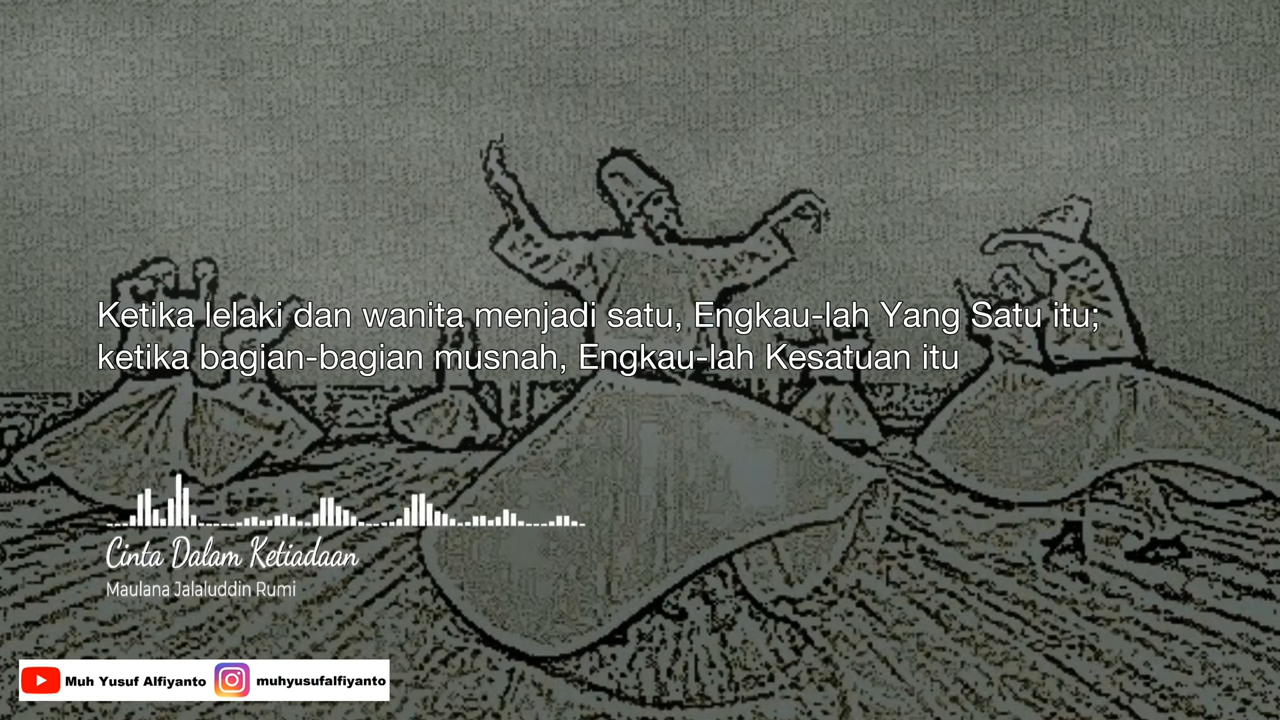 Ketika lelaki dan wanita menjadi satu, Engkau-lah Yang Satu itu;
ketika bagian-bagian musnah, Engkau-lah Kesatuan itu
Cinta Dalam Ketiadaan
Maulana Jalaluddin Rumi
Muh Yusuf Alfiyanto muhyusufalfiyanto